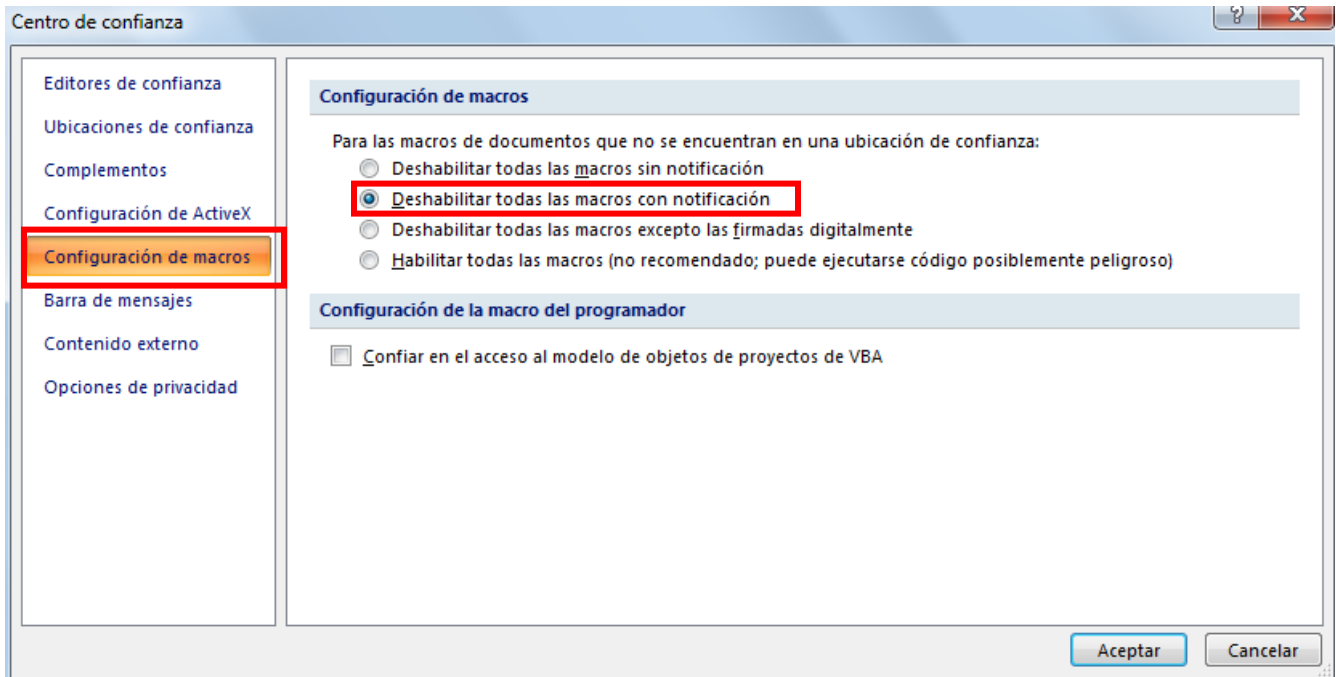 Centro de confianza
Editores de confianza
Ubicaciones de confianza
Complementos
Configuración de ActiveX
Configuración de macros
Barra de mensajes
Contenido externo
Opciones de privacidad
Configuración de macros
Para las macros de documentos que no se encuentran en una ubicación de confianza:
Deshabilitar todas las macros sin notificación
Deshabilitar todas las macros con notificación
Deshabilitar todas las macros excepto las firmadas digitalmente
Habilitar todas las macros (no recomendado; puede ejecutarse código posiblemente peligroso)
Configuración de la macro del programador
Confiar en el acceso al modelo de objetos de proyectos de VBA
Aceptar
Cancelar